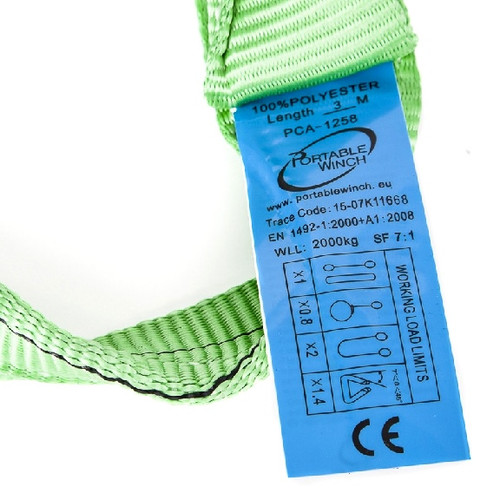 100%POLYESTER
Length 3 M
PCA-1258
PORTABLE
WINCH
www.portablewinch.eu
Trace Code: 15-07K11668
EN 1492-1:2000+A1:2008
WLL: 2000kg SF 7:1
WORKING LOAD LIMITS
X1
X0.8
X2
X1.4
CE